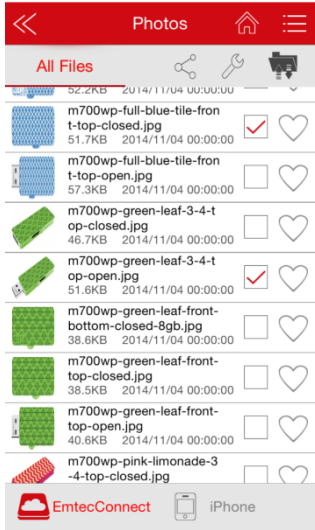 Photos
All Files
52.2KB 2014/11/04 00:00:00
m700wp-full-blue-tile-fron
t-top-closed.jpg
51.7KB 2014/11/04 00:00:00
m700wp-full-blue-tile-fron
t-top-open.jpg
57.3KB 2014/11/04 00:00:00
m700wp-green-leaf-3-4-t
op-closed.jpg
46.7KB 2014/11/04 00:00:00
m700wp-green-leaf-3-4-t
op-open.jpg
51.6KB 2014/11/04 00:00:00
m700wp-green-leaf-front-
bottom-closed-8gb.jpg
38.6KB 2014/11/04 00:00:00
m700wp-green-leaf-front-
top-closed.jpg
38.5KB 2014/11/04 00:00:00
m700wp-green-leaf-front-
top-open.jpg
40.6KB 2014/11/04 00:00:00
m700wp-pink-limonade-3
-4-top-closed.jpg
EmtecConnect
iPhone